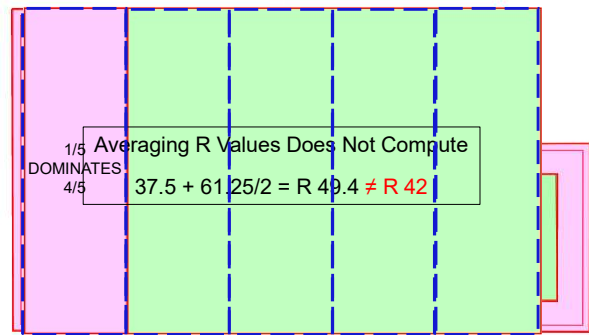 Averaging R Values Does Not Compute
37.5 + 61.25/2 = R 49.4 ≠ R 42
1/5
DOMINATES
4/5